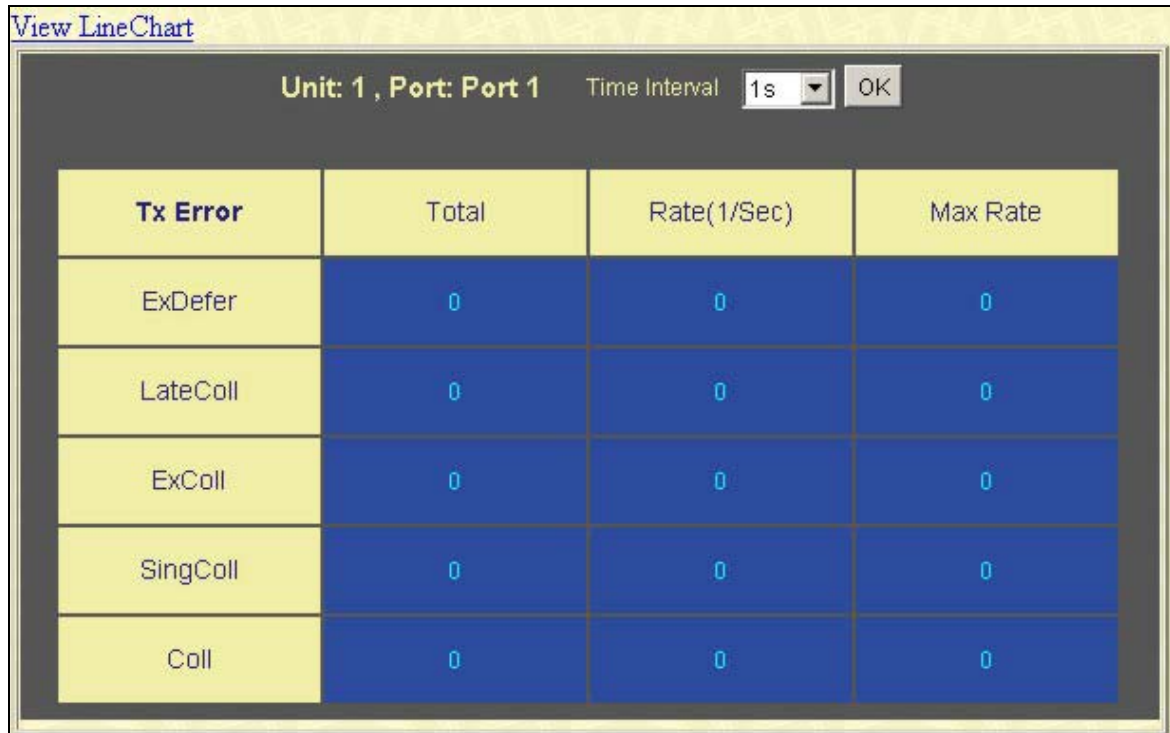 View LineChart
Unit: 1 , Port: Port 1 Time Interval 1s OK
Tx Error Total Rate(1/Sec) Max Rate
ExDefer 0 0 0
LateColl 0 0 0
ExColl 0 0 0
SingColl 0 0 0
Coll 0 0 0